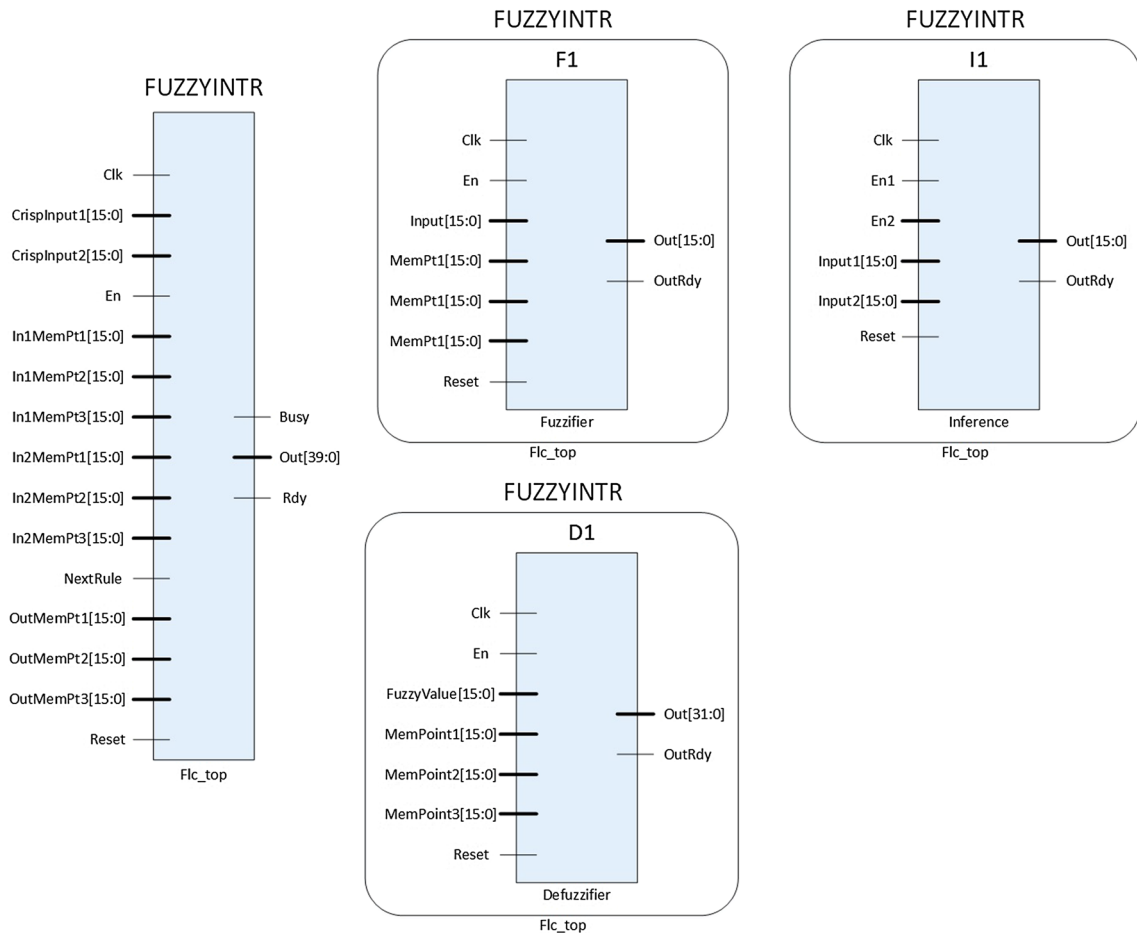 FUZZYINTR
Clk
CrispInput1[15:0]
CrispInput2[15:0]
En
In1MemPt1[15:0]
In1MemPt2[15:0]
In1MemPt3[15:0]
In2MemPt1[15:0]
In2MemPt2[15:0]
In2MemPt3[15:0]
NextRule
OutMemPt1[15:0]
OutMemPt2[15:0]
OutMemPt3[15:0]
Reset
Busy
Out[39:0]
Rdy
Flc_top
FUZZYINTR
F1
Clk
En
Input[15:0]
MemPt1[15:0]
MemPt1[15:0]
MemPt1[15:0]
Reset
Out[15:0]
OutRdy
Fuzzifier
Flc_top
FUZZYINTR
I1
Clk
En1
En2
Input1[15:0]
Input2[15:0]
Reset
Out[15:0]
OutRdy
Inference
Flc_top
FUZZYINTR
D1
Clk
En
FuzzyValue[15:0]
MemPoint1[15:0]
MemPoint2[15:0]
MemPoint3[15:0]
Reset
Out[31:0]
OutRdy
Defuzzifier
Flc_top